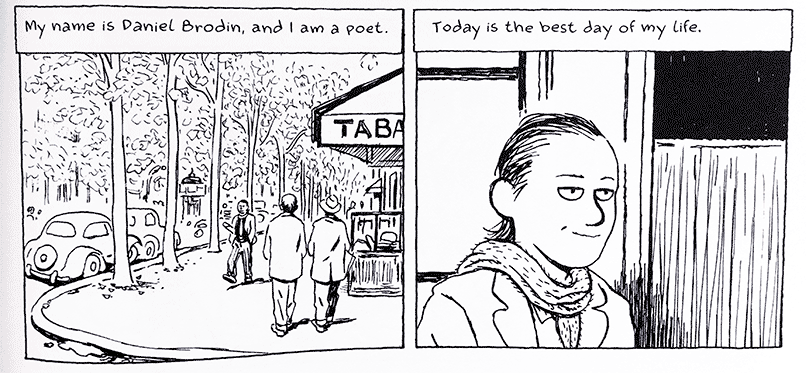 My name is Daniel Brodin, and I am a poet.
Today is the best day of my life.
TABA